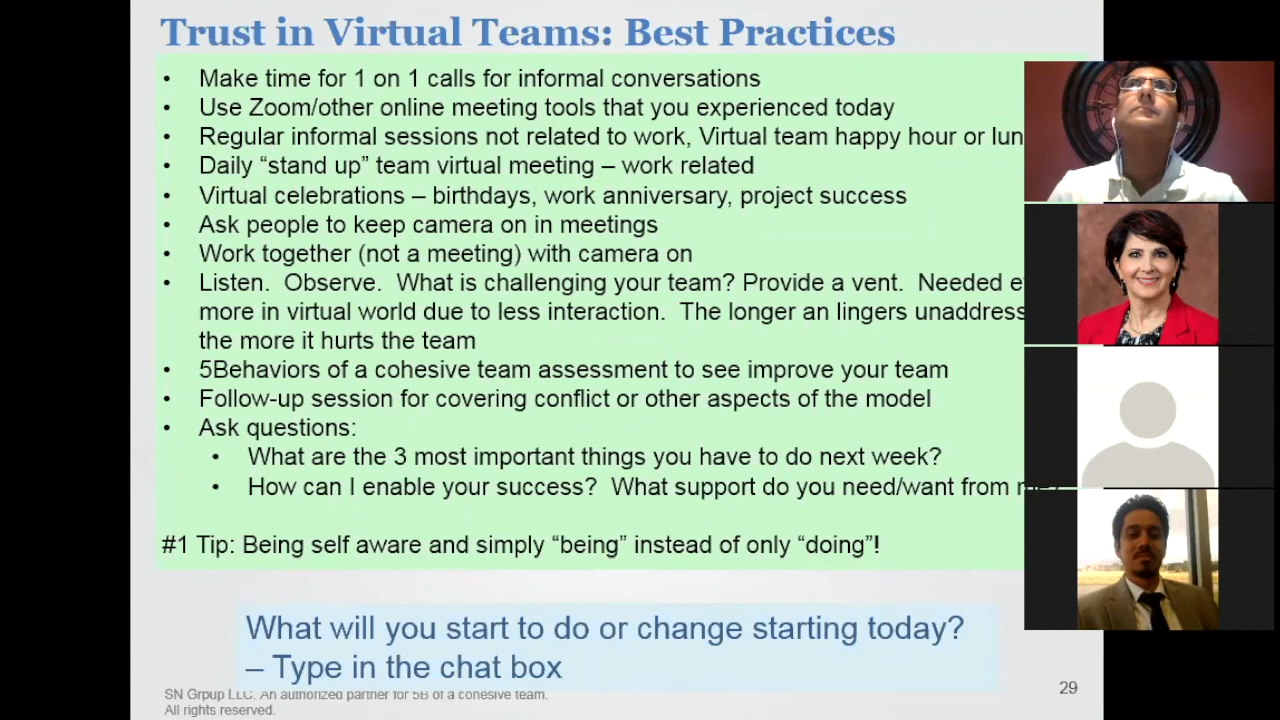 Trust in Virtual Teams: Best Practices
• Make time for 1 on 1 calls for informal conversations
• Use Zoom/other online meeting tools that you experienced today
• Regular informal sessions not related to work, Virtual team happy hour or lun
• Daily “stand up” team virtual meeting – work related
• Virtual celebrations – birthdays, work anniversary, project success
• Ask people to keep camera on in meetings
• Work together (not a meeting) with camera on
• Listen. Observe. What is challenging your team? Provide a vent. Needed e
more in virtual world due to less interaction. The longer an lingers unaddress
the more it hurts the team
• 5Behaviors of a cohesive team assessment to see improve your team
• Follow-up session for covering conflict or other aspects of the model
• Ask questions:
• What are the 3 most important things you have to do next week?
• How can I enable your success? What support do you need/want from me?
#1 Tip: Being self aware and simply “being” instead of only “doing”!
What will you start to do or change starting today?
– Type in the chat box
SN Grpup LLC. An authorized partner for 5B of a cohesive team.
All rights reserved.
29